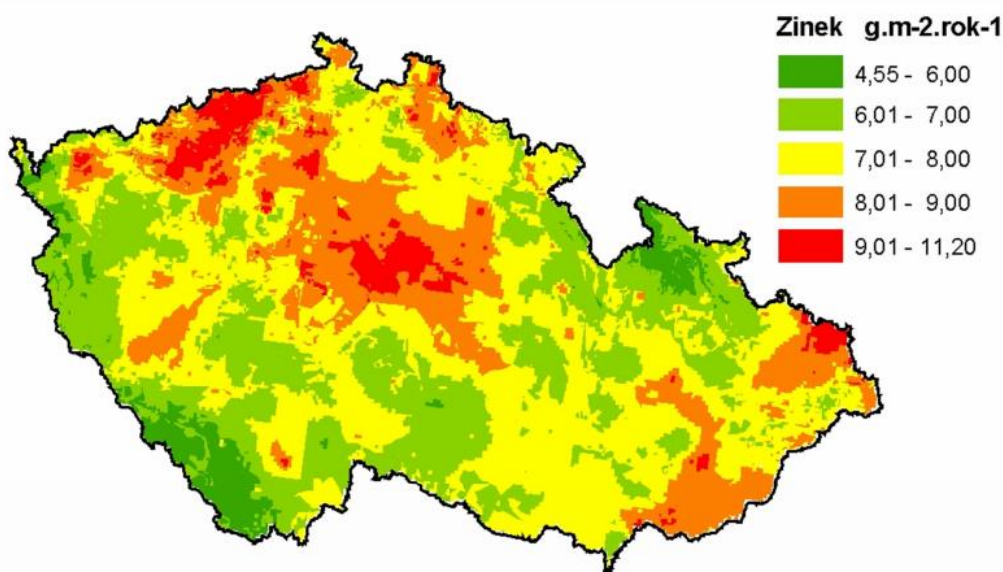 Zinek g.m-2.rok-1
4,55 - 6,00
6,01 - 7,00
7,01 - 8,00
8,01 - 9,00
9,01 - 11,20